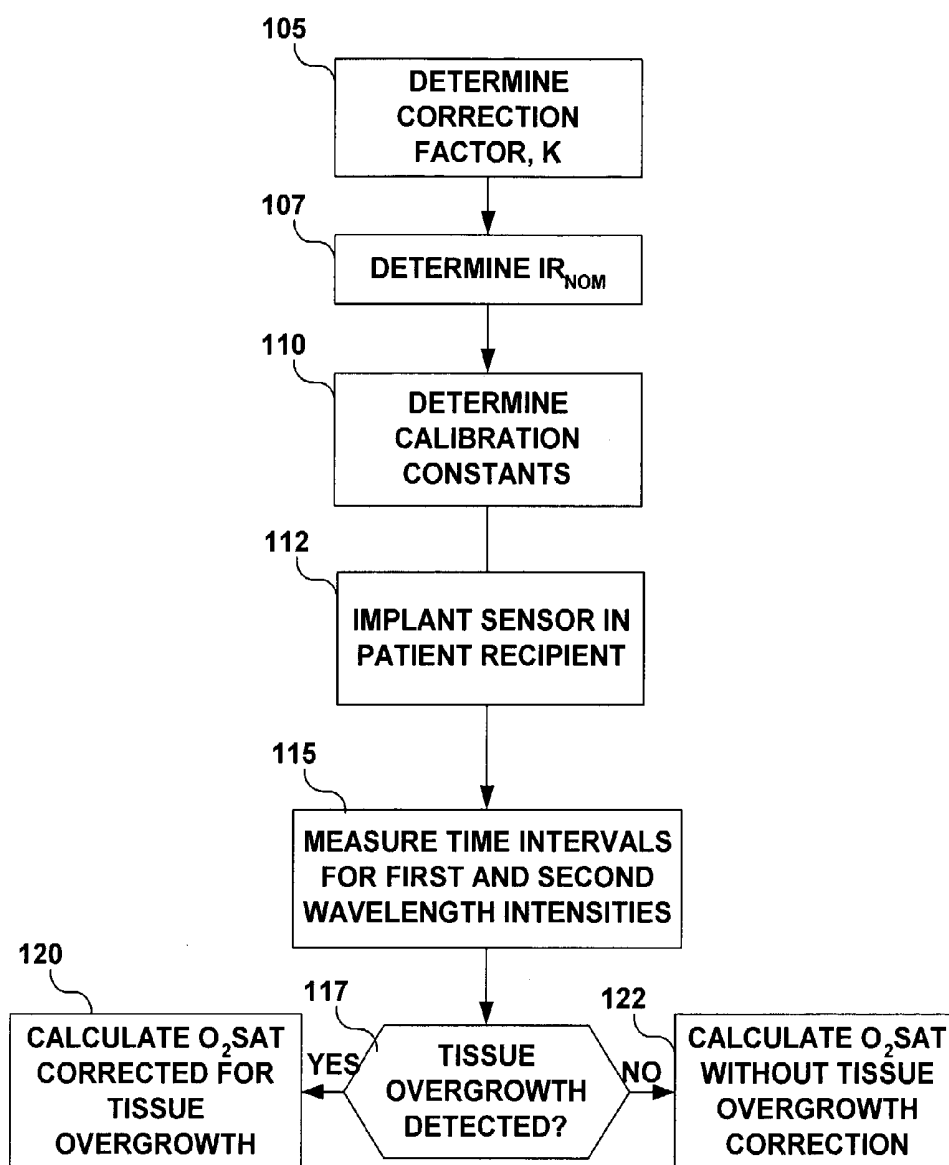 105
DETERMINE
CORRECTION
FACTOR, K
107
DETERMINE IR_NOM
110
DETERMINE
CALIBRATION
CONSTANTS
112
IMPLANT SENSOR IN
PATIENT RECIPIENT
115
MEASURE TIME INTERVALS
FOR FIRST AND SECOND
WAVELENGTH INTENSITIES
120
CALCULATE O₂SAT
CORRECTED FOR
TISSUE
OVERGROWTH
YES
117
TISSUE
OVERGROWTH
DETECTED?
NO
122
CALCULATE O₂SAT
WITHOUT TISSUE
OVERGROWTH
CORRECTION